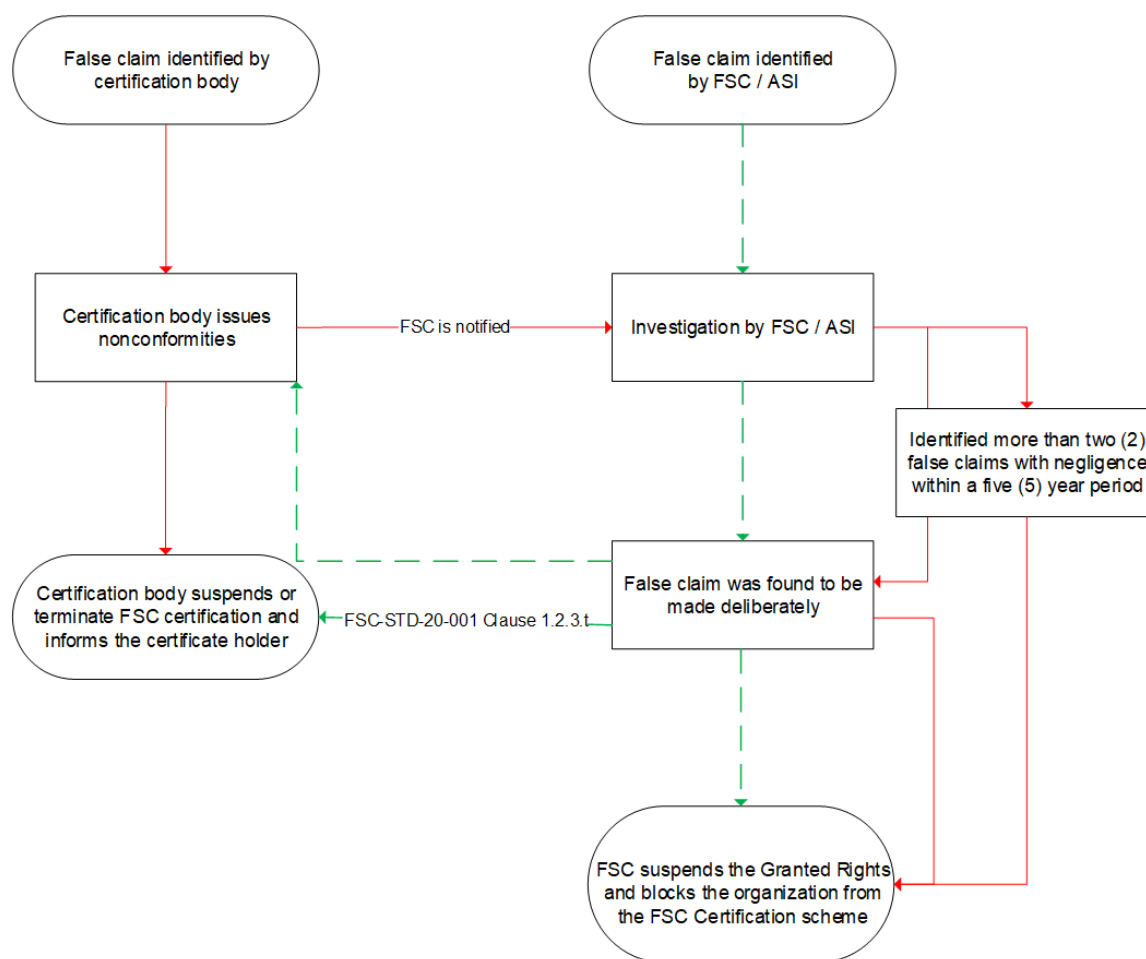 False claim identified by
certification body
False claim identified
by FSC / ASI
Certification body issues
nonconformities
FSC is notified
Investigation by FSC / ASI
Identified more than two (2)
false claims with negligence
within a five (5) year period
False claim was found to be
made deliberately
Certification body suspends or
terminate FSC certification and
informs the certificate holder
FSC-STD-20-001 Clause 1.2.3.t
FSC suspends the Granted Rights
and blocks the organization from
the FSC Certification scheme